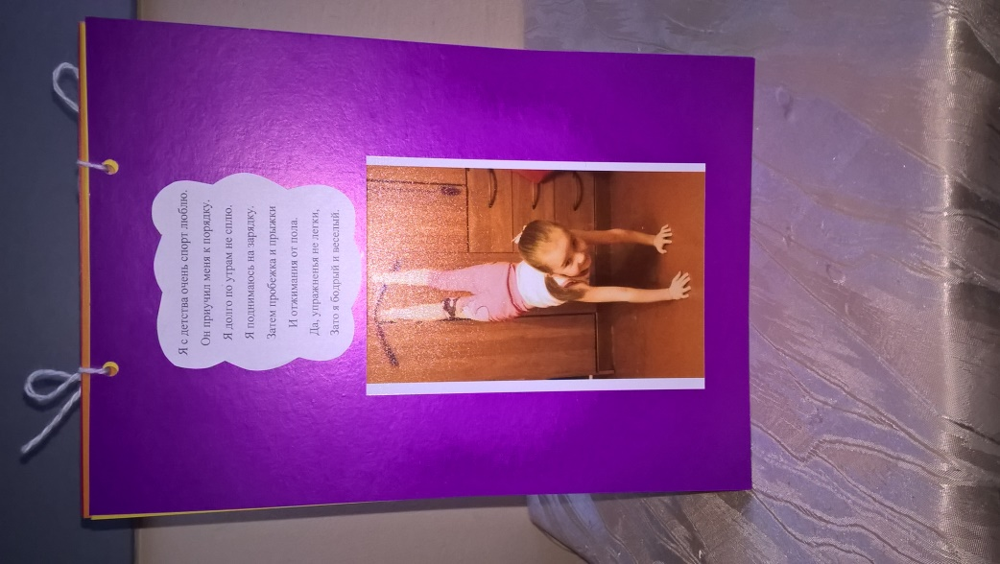 Я с детства очень спорт люблю.
Он приучил меня к порядку.
Я долго по утрам не сплю.
Я поднимаюсь на зарядку.
Затем пробежка и прыжки
И отжимания от пола.
Да, упражненья не легки,
Зато я бодрый и веселый.